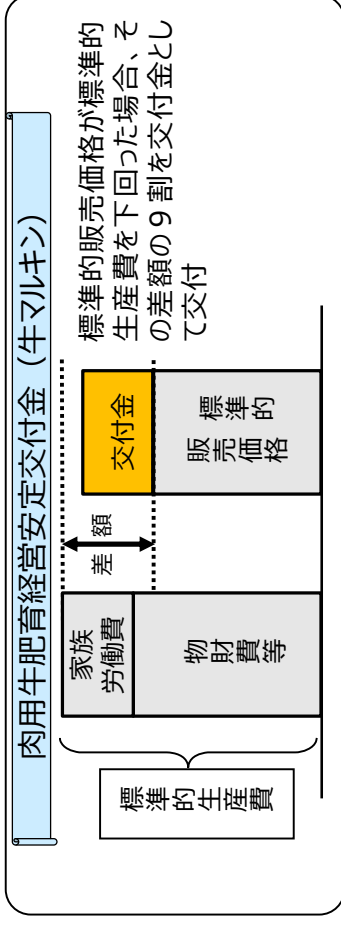 肉用牛肥育経営安定交付金（牛マルキン）
標準的
生産費
家族
労働費
物
財
費
等
差　額
交付金
標準的
販売価格
標準的販売価格が標準的
生産費を下回った場合、そ
の差額の９割を交付金とし
て交付